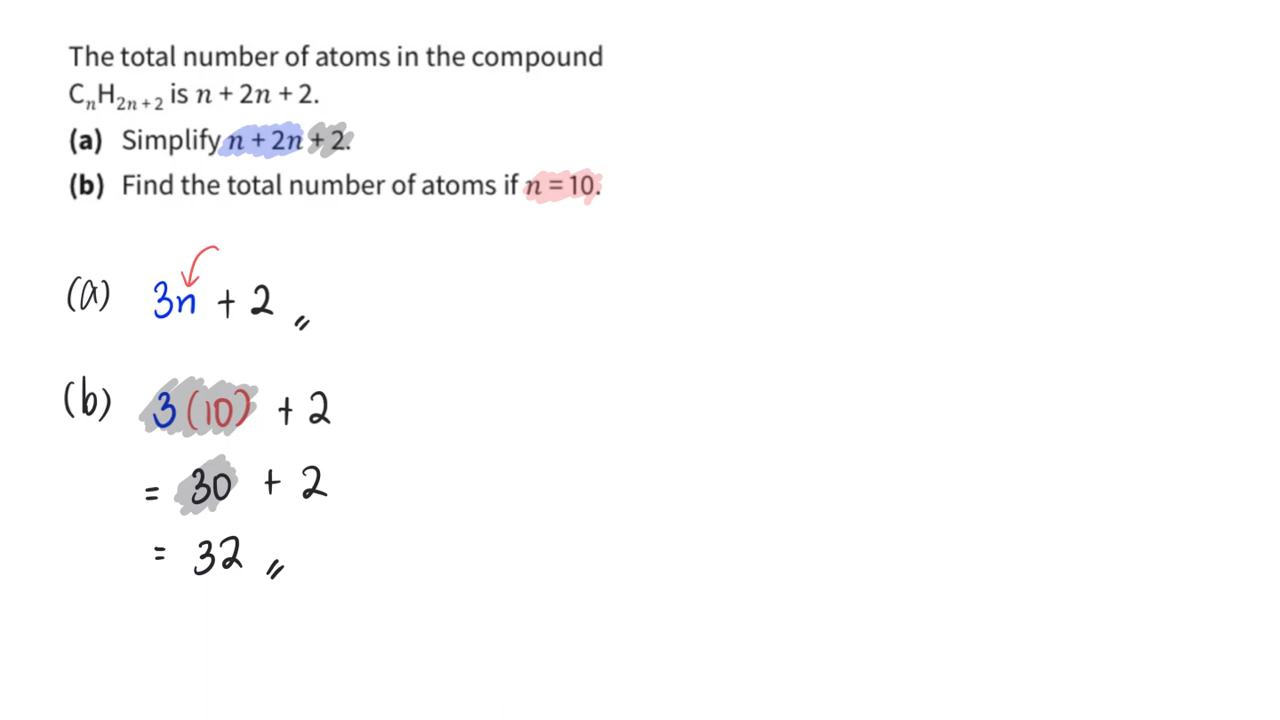 The total number of atoms in the compound
CₙH₂ₙ₊₂ is n + 2n + 2.
(a) Simplify n + 2n + 2.
(b) Find the total number of atoms if n = 10.
(a) 3n + 2 〃
(b) 3(10) + 2
= 30 + 2
= 32 〃